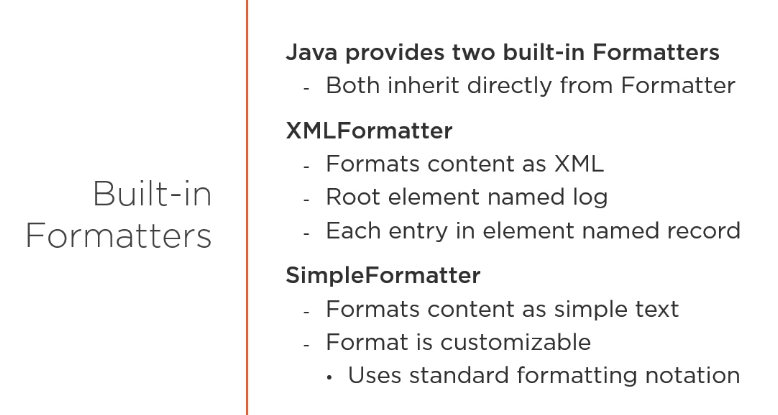 Built-in
Formatters
Java provides two built-in Formatters
- Both inherit directly from Formatter
XMLFormatter
- Formats content as XML
- Root element named log
- Each entry in element named record
SimpleFormatter
- Formats content as simple text
- Format is customizable
• Uses standard formatting notation